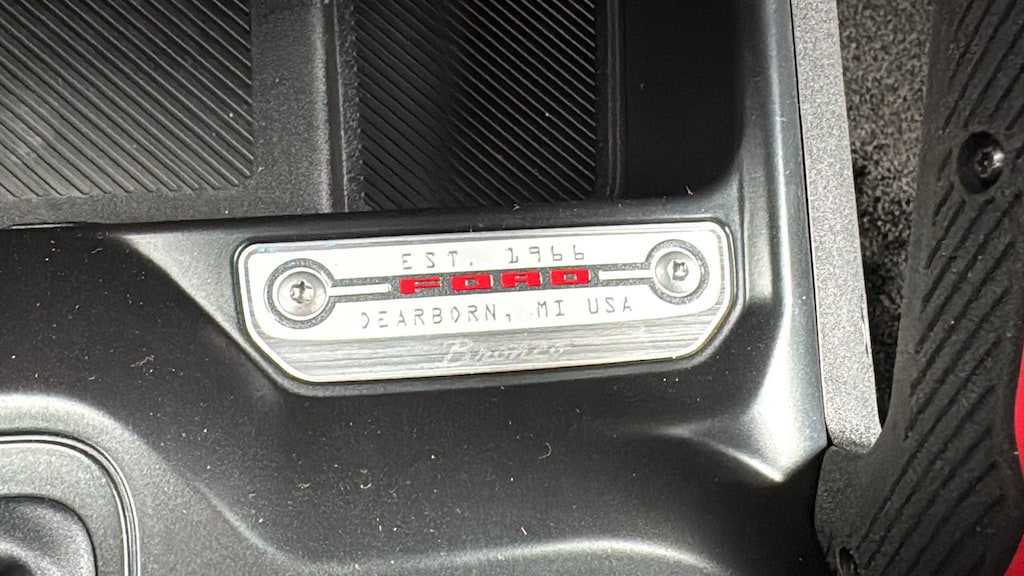 EST. 1966
FORD
DEARBORN, MI USA
Bronco